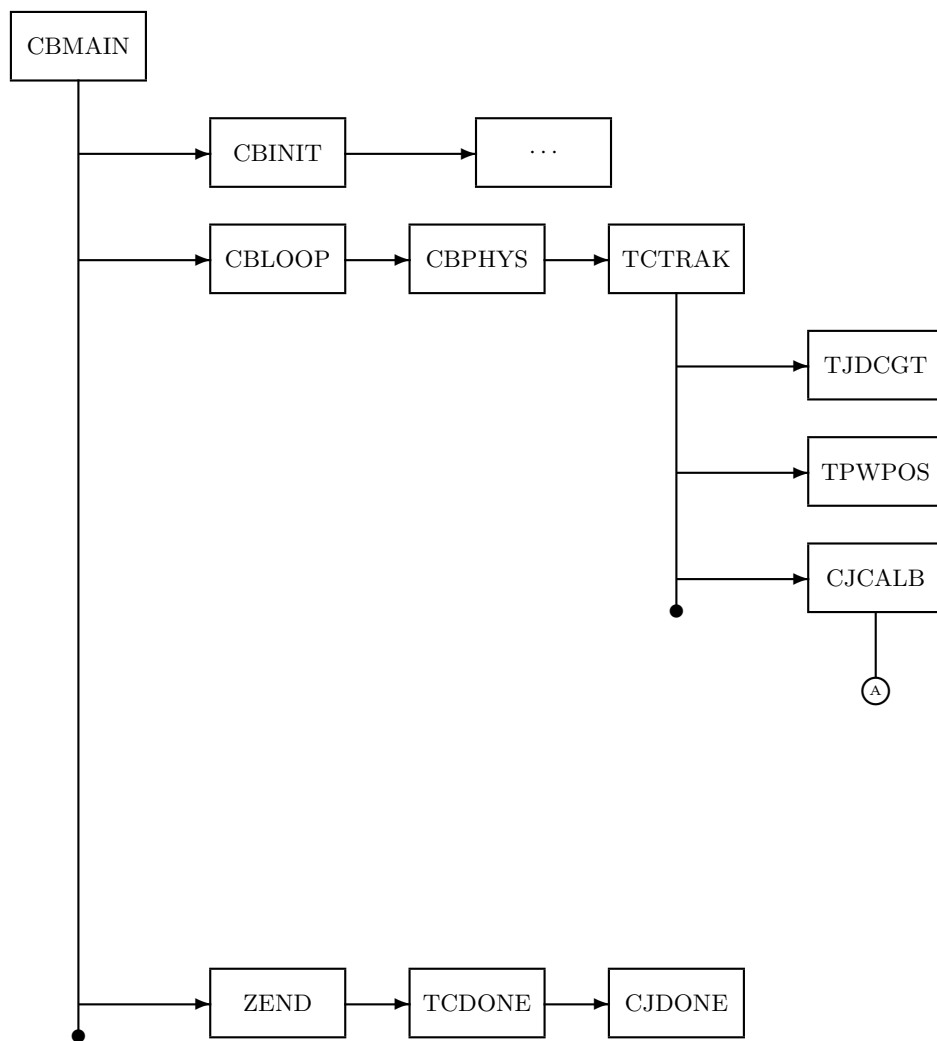 CBMAIN
CBINIT
...
CBLOOP
CBPHYS
TCTRAK
TJDCGT
TPWPOS
CJCALB
A
ZEND
TCDONE
CJDONE